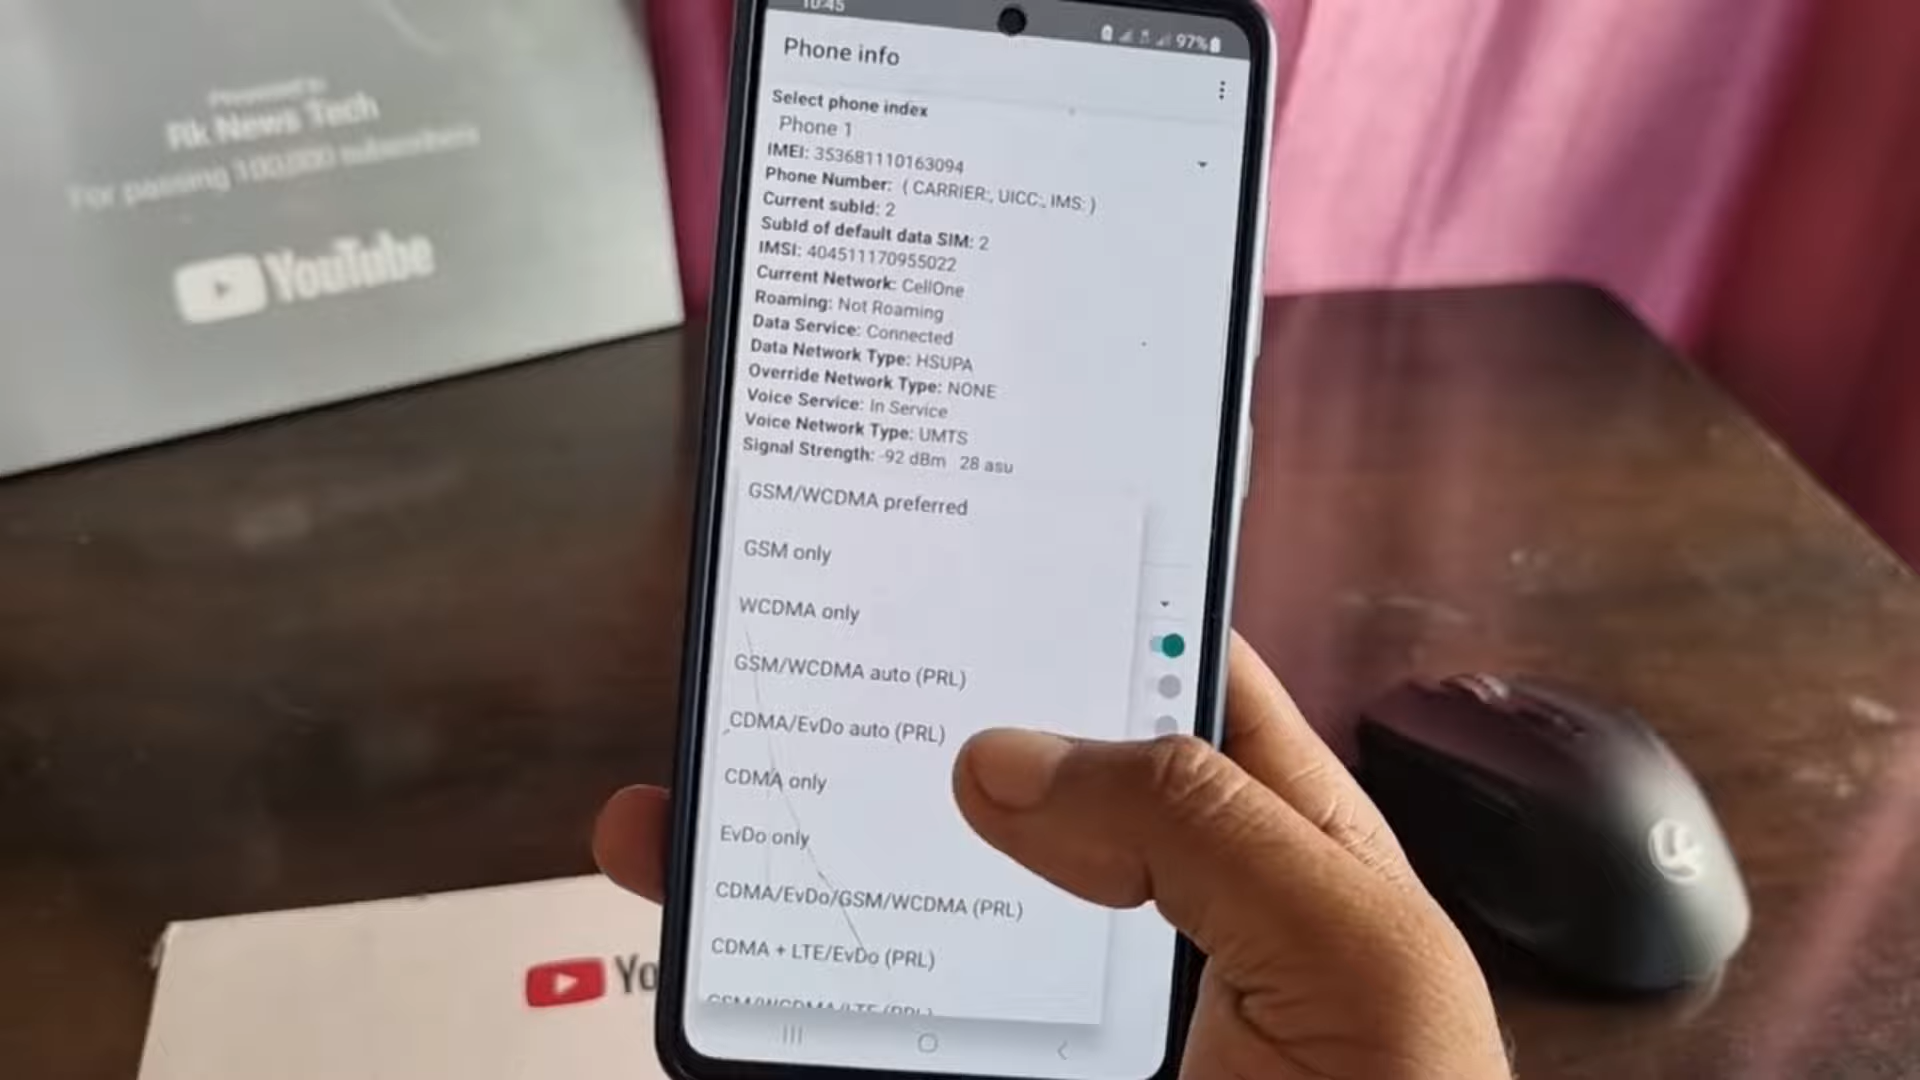 Presented to
Rk News Tech
For passing 100,000 subscribers
YouTube
10:45
97%
Phone info
Select phone index
Phone 1
IMEI: 353681110163094
Phone Number: ( CARRIER:, UICC:, IMS: )
Current subId: 2
SubId of default data SIM: 2
IMSI: 404511170955022
Current Network: CellOne
Roaming: Not Roaming
Data Service: Connected
Data Network Type: HSUPA
Override Network Type: NONE
Voice Service: In Service
Voice Network Type: UMTS
Signal Strength: -92 dBm 28 asu
GSM/WCDMA preferred
GSM only
WCDMA only
GSM/WCDMA auto (PRL)
CDMA/EvDo auto (PRL)
CDMA only
EvDo only
CDMA/EvDo/GSM/WCDMA (PRL)
CDMA + LTE/EvDo (PRL)
GSM/WCDMA/LTE (PRL)
Yo